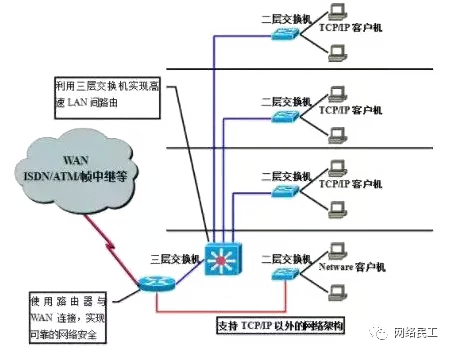 二层交换机
TCP/IP 客户机
利用三层交换机实现高
速 LAN 间路由
二层交换机
TCP/IP 客户机
WAN
ISDN/ATM/帧中继等
二层交换机
TCP/IP 客户机
三层交换机
二层交换机
Netware 客户机
使用路由器与
WAN 连接，实现
可靠的网络安全
支持 TCP/IP 以外的网络架构
网络民工